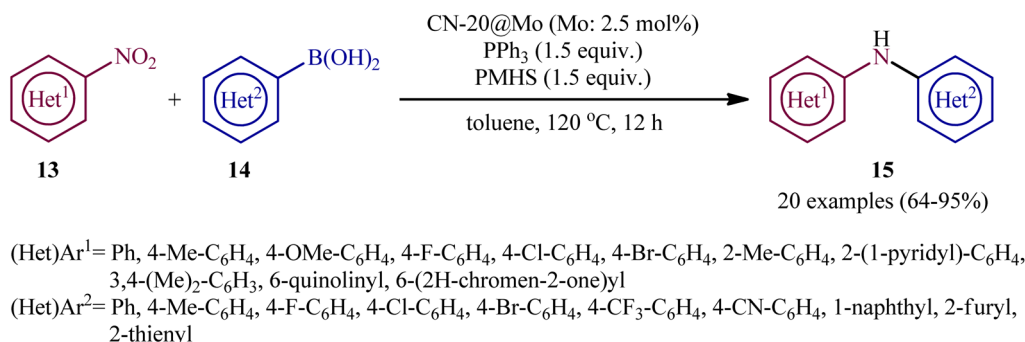 CN-20@Mo (Mo: 2.5 mol%)
PPh₃ (1.5 equiv.)
PMHS (1.5 equiv.)
toluene, 120 °C, 12 h
Het¹
NO₂
13
+
Het²
B(OH)₂
14
Het¹
H
N
Het²
15
20 examples (64-95%)
(Het)Ar¹= Ph, 4-Me-C₆H₄, 4-OMe-C₆H₄, 4-F-C₆H₄, 4-Cl-C₆H₄, 4-Br-C₆H₄, 2-Me-C₆H₄, 2-(1-pyridyl)-C₆H₄,
3,4-(Me)₂-C₆H₃, 6-quinolinyl, 6-(2H-chromen-2-one)yl
(Het)Ar²= Ph, 4-Me-C₆H₄, 4-F-C₆H₄, 4-Cl-C₆H₄, 4-Br-C₆H₄, 4-CF₃-C₆H₄, 4-CN-C₆H₄, 1-naphthyl, 2-furyl,
2-thienyl